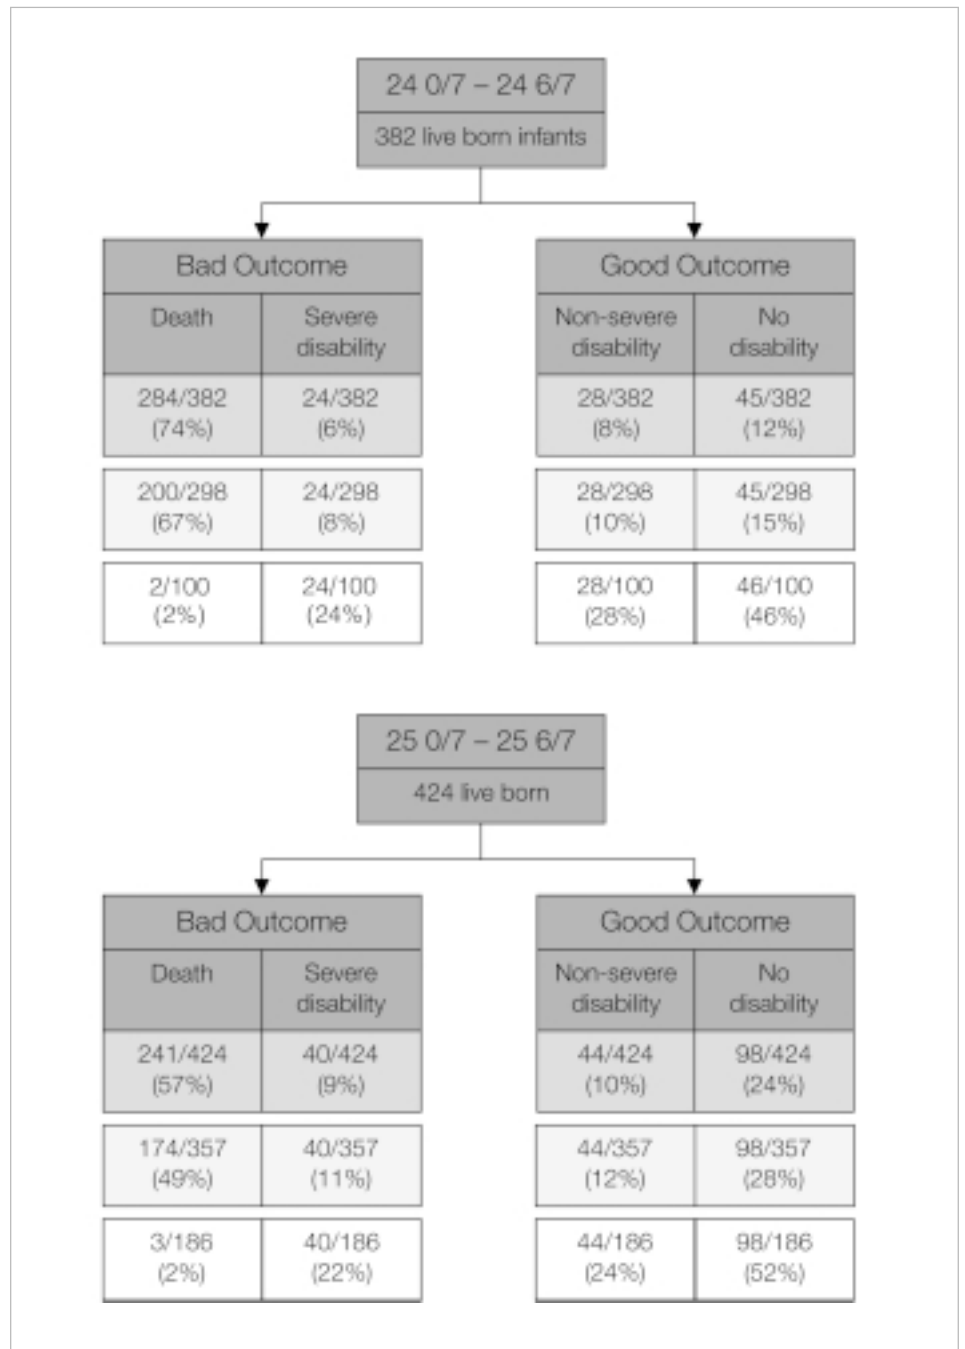 24 0/7 – 24 6/7
382 live born infants
Bad Outcome
Death
Severe
disability
284/382
(74%)
24/382
(6%)
200/298
(67%)
24/298
(8%)
2/100
(2%)
24/100
(24%)
Good Outcome
Non-severe
disability
No
disability
28/382
(8%)
45/382
(12%)
28/298
(10%)
45/298
(15%)
28/100
(28%)
46/100
(46%)
25 0/7 – 25 6/7
424 live born
Bad Outcome
Death
Severe
disability
241/424
(57%)
40/424
(9%)
174/357
(49%)
40/357
(11%)
3/186
(2%)
40/186
(22%)
Good Outcome
Non-severe
disability
No
disability
44/424
(10%)
98/424
(24%)
44/357
(12%)
98/357
(28%)
44/186
(24%)
98/186
(52%)